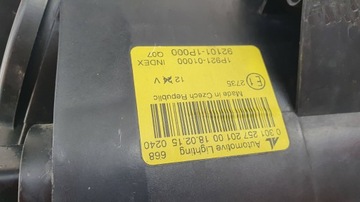 Automotive Lighting 668
0 301 257 201 00 18.02.15 0240
Made in Czech Republic
E1 2735 12 V
1P921-01000 INDEX
92101-1P000 Q07